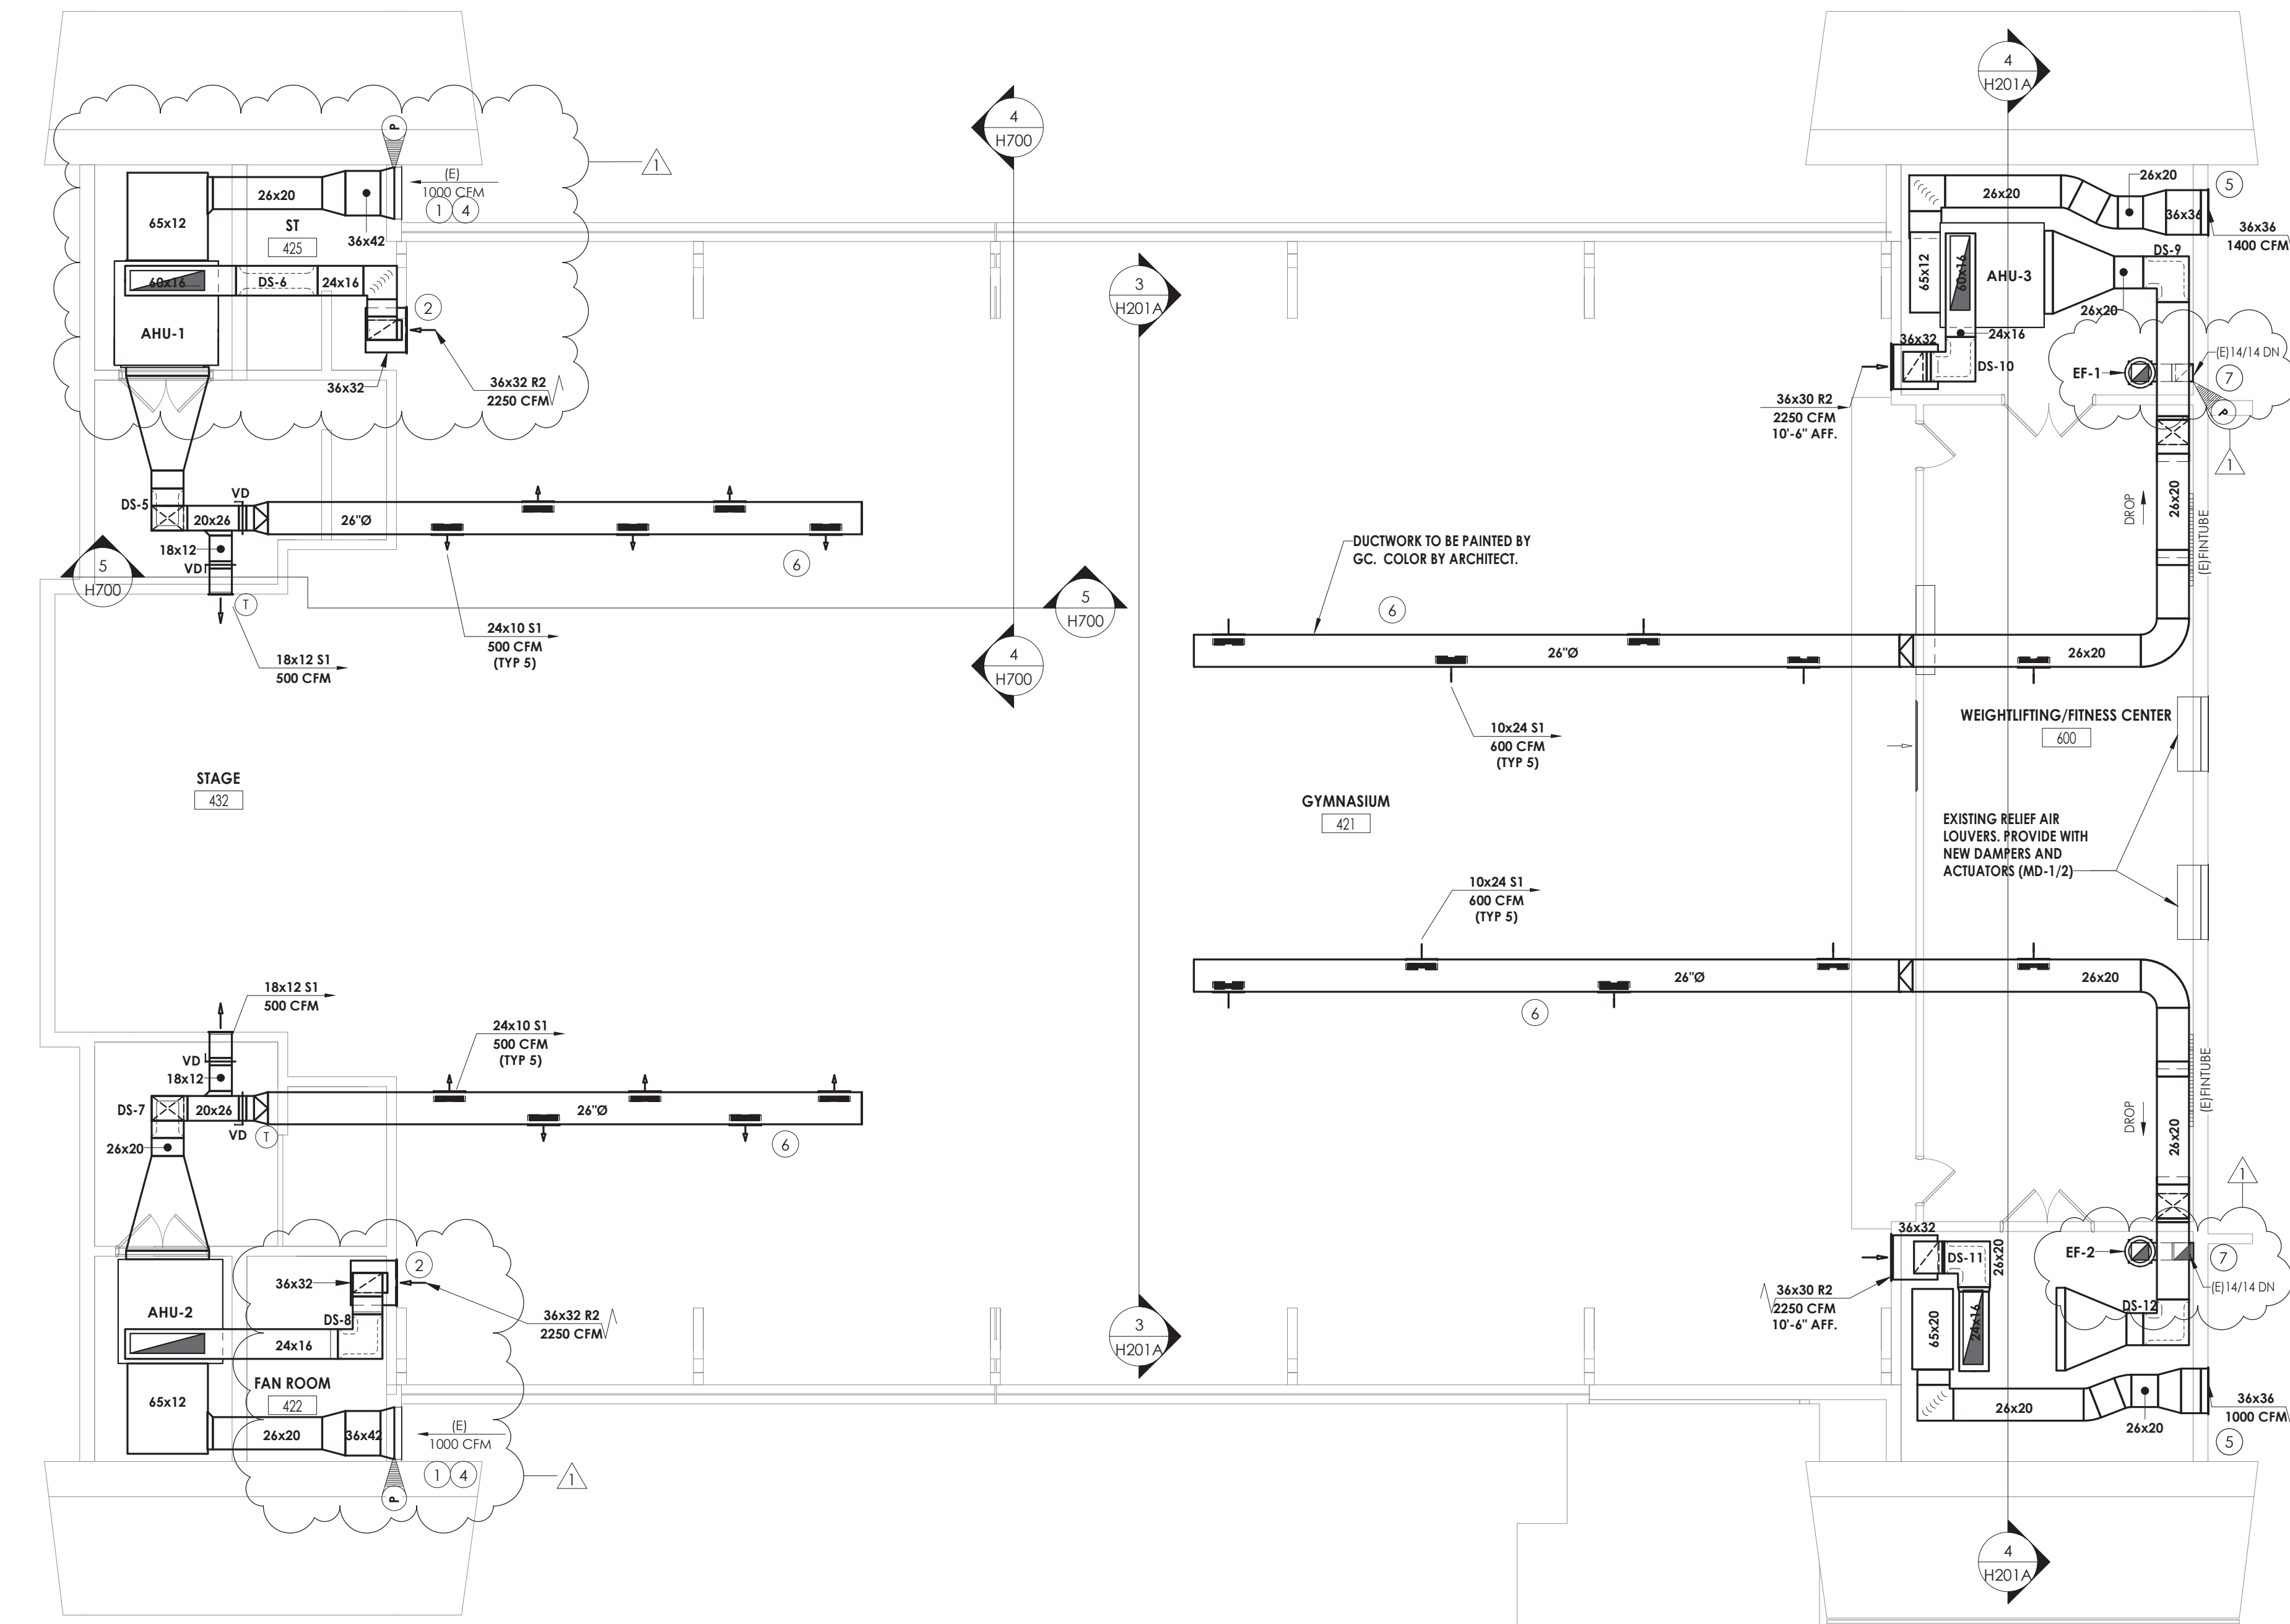 4
H201A
4
H700
P
1
(E)
1000 CFM
1 4
26x20
65x12
ST
425
36x42
60x16
DS-6
24x16
2
AHU-1
36x32
36x32 R2
2250 CFM
3
H201A
26x20
5
26x20
36x36
36x36
1400 CFM
DS-9
65x12
60x16
AHU-3
26x20
24x16
36x32
DS-10
EF-1
(E)14/14 DN
7
P
1
36x30 R2
2250 CFM
10'-6" AFF.
DS-5
VD
20x26
26"Ø
18x12
VD
6
5
H700
T
5
H700
24x10 S1
500 CFM
(TYP 5)
18x12 S1
500 CFM
4
H700
DUCTWORK TO BE PAINTED BY
GC. COLOR BY ARCHITECT.
6
26"Ø
26x20
DROP
26x20
(E)FINTUBE
10x24 S1
600 CFM
(TYP 5)
WEIGHTLIFTING/FITNESS CENTER
600
STAGE
432
GYMNASIUM
421
EXISTING RELIEF AIR
LOUVERS. PROVIDE WITH
NEW DAMPERS AND
ACTUATORS (MD-1/2)
10x24 S1
600 CFM
(TYP 5)
26"Ø
26x20
6
18x12 S1
500 CFM
24x10 S1
500 CFM
(TYP 5)
VD
18x12
DS-7
20x26
26"Ø
VD
T
6
26x20
DROP
26x20
(E)FINTUBE
1
AHU-2
36x32
2
DS-8
24x16
36x32 R2
2250 CFM
3
H201A
36x32
DS-11
26x20
EF-2
7
(E)14/14 DN
DS-12
36x30 R2
2250 CFM
10'-6" AFF.
65x20
24x16
FAN ROOM
422
65x12
26x20
36x42
(E)
1000 CFM
1 4
1
P
26x20
26x20
36x36
1000 CFM
5
4
H201A